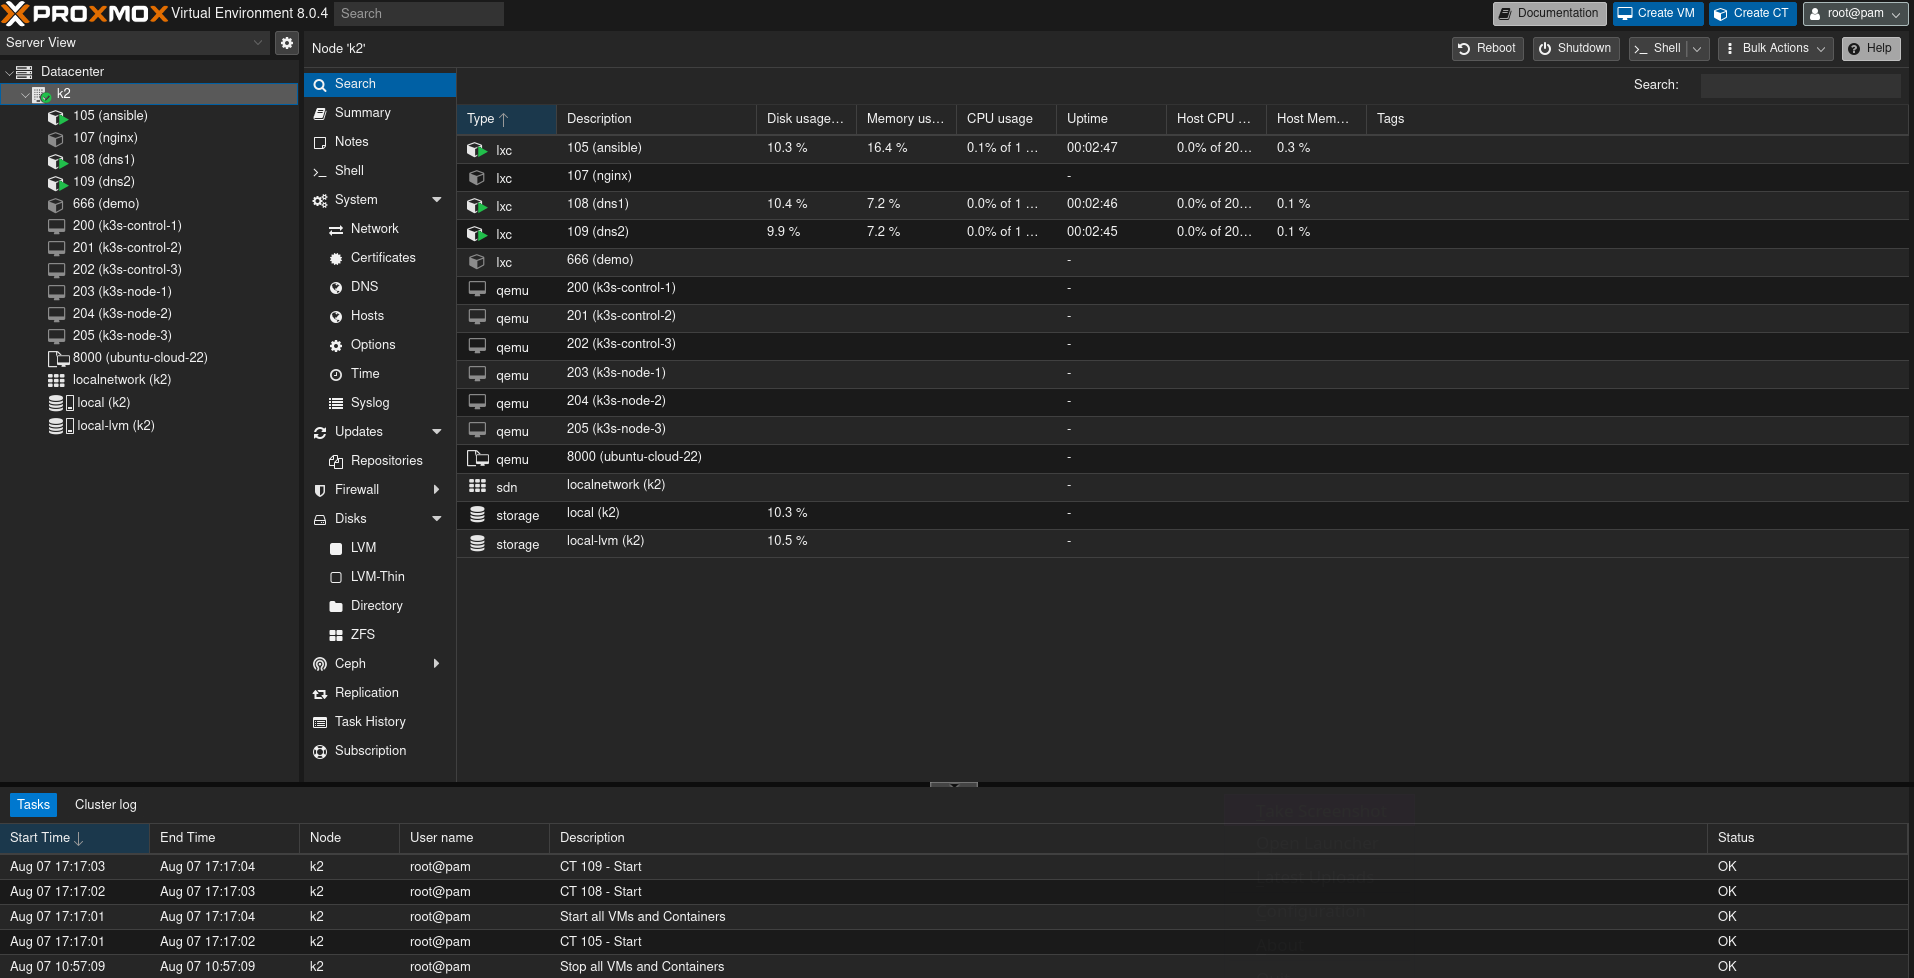 PROXMOX Virtual Environment 8.0.4 Search Documentation Create VM Create CT root@pam
Server View
Datacenter
k2
105 (ansible)
107 (nginx)
108 (dns1)
109 (dns2)
666 (demo)
200 (k3s-control-1)
201 (k3s-control-2)
202 (k3s-control-3)
203 (k3s-node-1)
204 (k3s-node-2)
205 (k3s-node-3)
8000 (ubuntu-cloud-22)
localnetwork (k2)
local (k2)
local-lvm (k2)
Node 'k2' Reboot Shutdown Shell Bulk Actions Help
Search
Summary
Notes
Shell
System
Network
Certificates
DNS
Hosts
Options
Time
Syslog
Updates
Repositories
Firewall
Disks
LVM
LVM-Thin
Directory
ZFS
Ceph
Replication
Task History
Subscription
Search:
Type Description Disk usage... Memory us... CPU usage Uptime Host CPU ... Host Mem... Tags
lxc 105 (ansible) 10.3 % 16.4 % 0.1% of 1 ... 00:02:47 0.0% of 20... 0.3 %
lxc 107 (nginx) -
lxc 108 (dns1) 10.4 % 7.2 % 0.0% of 1 ... 00:02:46 0.0% of 20... 0.1 %
lxc 109 (dns2) 9.9 % 7.2 % 0.0% of 1 ... 00:02:45 0.0% of 20... 0.1 %
lxc 666 (demo) -
qemu 200 (k3s-control-1) -
qemu 201 (k3s-control-2) -
qemu 202 (k3s-control-3) -
qemu 203 (k3s-node-1) -
qemu 204 (k3s-node-2) -
qemu 205 (k3s-node-3) -
qemu 8000 (ubuntu-cloud-22) -
sdn localnetwork (k2) -
storage local (k2) 10.3 % -
storage local-lvm (k2) 10.5 % -
Tasks Cluster log
Start Time End Time Node User name Description Status
Aug 07 17:17:03 Aug 07 17:17:04 k2 root@pam CT 109 - Start OK
Aug 07 17:17:02 Aug 07 17:17:03 k2 root@pam CT 108 - Start OK
Aug 07 17:17:01 Aug 07 17:17:04 k2 root@pam Start all VMs and Containers OK
Aug 07 17:17:01 Aug 07 17:17:02 k2 root@pam CT 105 - Start OK
Aug 07 10:57:09 Aug 07 10:57:09 k2 root@pam Stop all VMs and Containers OK